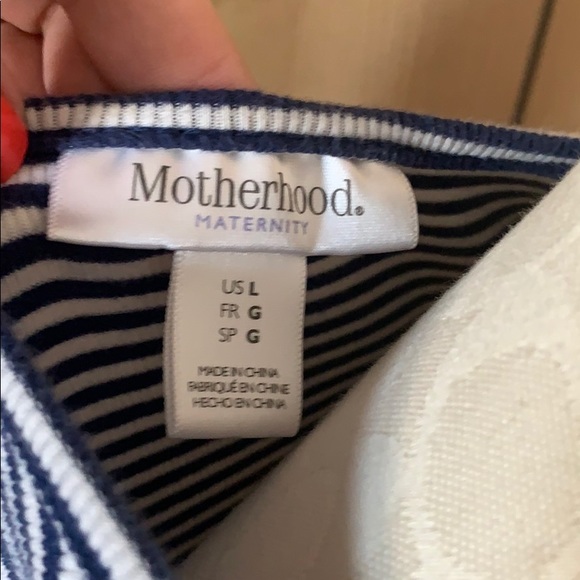 Motherhood®
MATERNITY
US L
FR G
SP G
MADE IN CHINA
FABRIQUÉ EN CHINE
HECHO EN CHINA